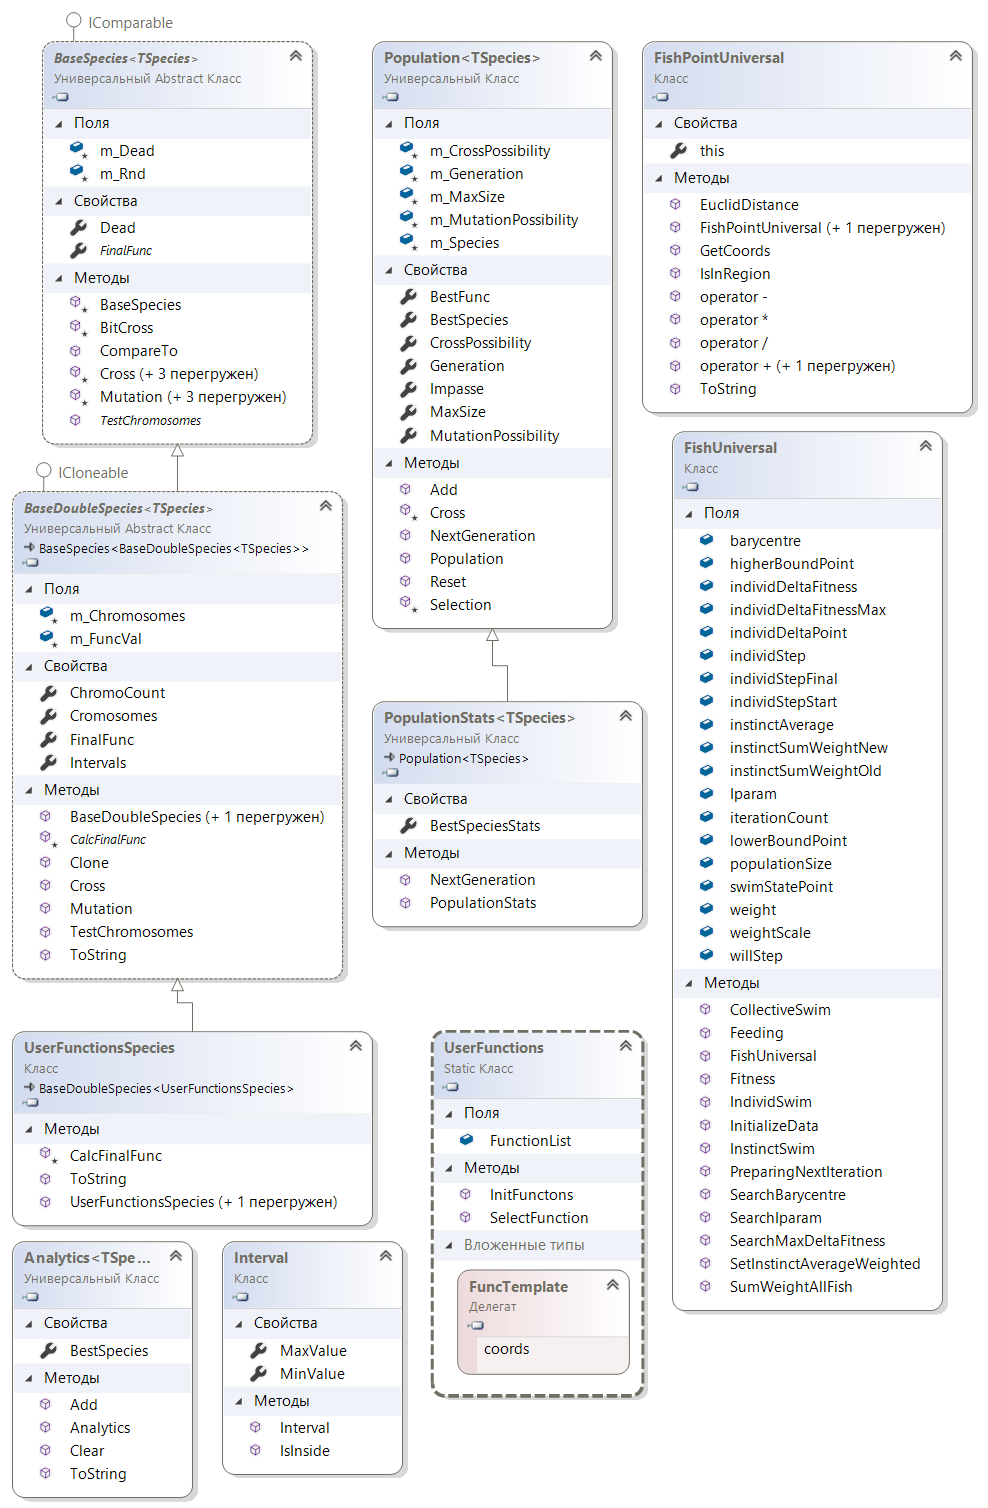 IComparable
BaseSpecies<TSpecies>
Универсальный Abstract Класс
Поля
m_Dead
m_Rnd
Свойства
Dead
FinalFunc
Методы
BaseSpecies
BitCross
CompareTo
Cross (+ 3 перегружен)
Mutation (+ 3 перегружен)
TestChromosomes
ICloneable
BaseDoubleSpecies<TSpecies>
Универсальный Abstract Класс
BaseSpecies<BaseDoubleSpecies<TSpecies>>
Поля
m_Chromosomes
m_FuncVal
Свойства
ChromoCount
Cromosomes
FinalFunc
Intervals
Методы
BaseDoubleSpecies (+ 1 перегружен)
CalcFinalFunc
Clone
Cross
Mutation
TestChromosomes
ToString
UserFunctionsSpecies
Класс
BaseDoubleSpecies<UserFunctionsSpecies>
Методы
CalcFinalFunc
ToString
UserFunctionsSpecies (+ 1 перегружен)
Analytics<TSpe...
Универсальный Класс
Свойства
BestSpecies
Методы
Add
Analytics
Clear
ToString
Interval
Класс
Свойства
MaxValue
MinValue
Методы
Interval
IsInside
Population<TSpecies>
Универсальный Класс
Поля
m_CrossPossibility
m_Generation
m_MaxSize
m_MutationPossibility
m_Species
Свойства
BestFunc
BestSpecies
CrossPossibility
Generation
Impasse
MaxSize
MutationPossibility
Методы
Add
Cross
NextGeneration
Population
Reset
Selection
PopulationStats<TSpecies>
Универсальный Класс
Population<TSpecies>
Свойства
BestSpeciesStats
Методы
NextGeneration
PopulationStats
UserFunctions
Static Класс
Поля
FunctionList
Методы
InitFunctons
SelectFunction
Вложенные типы
FuncTemplate
Делегат
coords
FishPointUniversal
Класс
Свойства
this
Методы
EuclidDistance
FishPointUniversal (+ 1 перегружен)
GetCoords
IsInRegion
operator -
operator *
operator /
operator + (+ 1 перегружен)
ToString
FishUniversal
Класс
Поля
barycentre
higherBoundPoint
individDeltaFitness
individDeltaFitnessMax
individDeltaPoint
individStep
individStepFinal
individStepStart
instinctAverage
instinctSumWeightNew
instinctSumWeightOld
Iparam
iterationCount
lowerBoundPoint
populationSize
swimStatePoint
weight
weightScale
willStep
Методы
CollectiveSwim
Feeding
FishUniversal
Fitness
IndividSwim
InitializeData
InstinctSwim
PreparingNextIteration
SearchBarycentre
SearchIparam
SearchMaxDeltaFitness
SetInstinctAverageWeighted
SumWeightAllFish